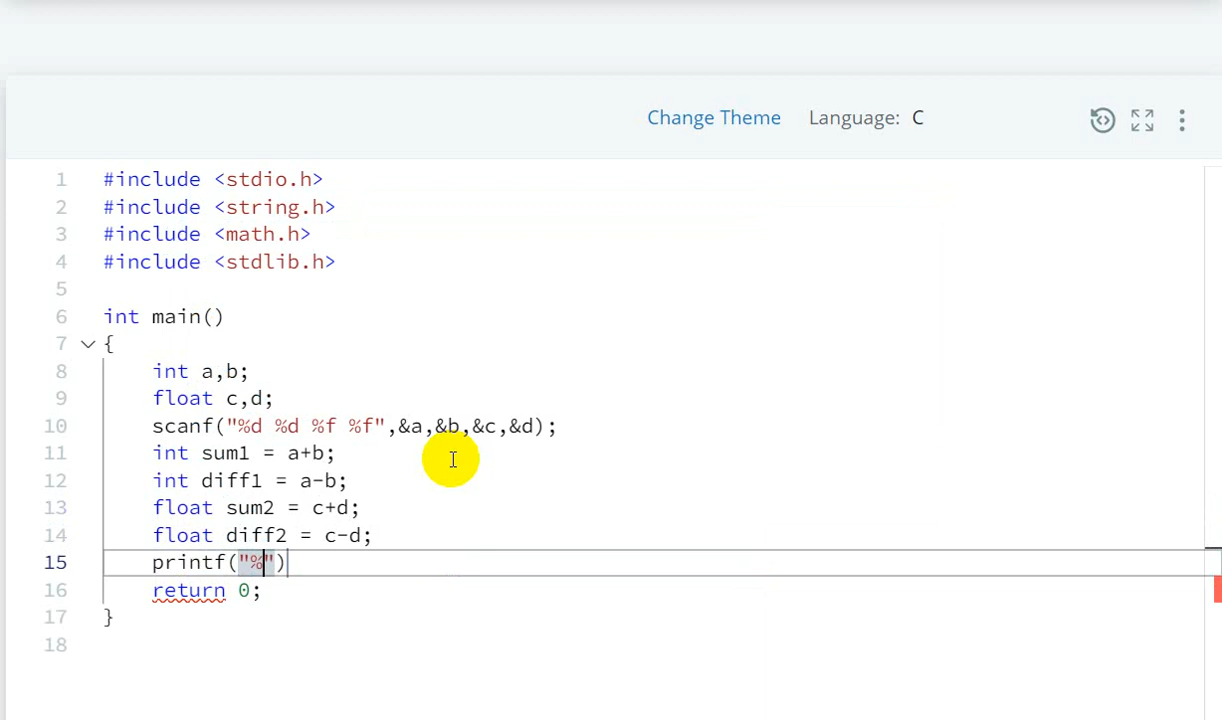 Change Theme Language: C
1 #include <stdio.h>
2 #include <string.h>
3 #include <math.h>
4 #include <stdlib.h>
5
6 int main()
7 {
8 int a,b;
9 float c,d;
10 scanf("%d %d %f %f",&a,&b,&c,&d);
11 int sum1 = a+b;
12 int diff1 = a-b;
13 float sum2 = c+d;
14 float diff2 = c-d;
15 printf("%")
16 return 0;
17 }
18